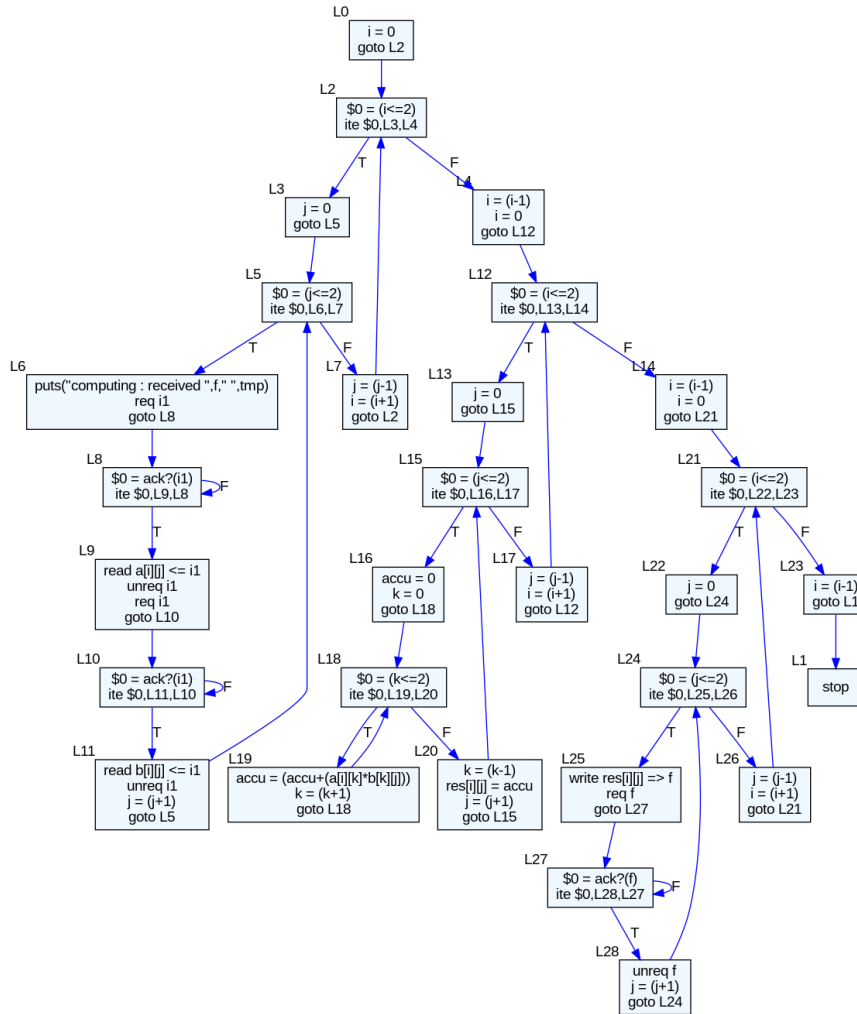 L0
i = 0
goto L2
L2
$0 = (i<=2)
ite $0,L3,L4
T
F
L3
j = 0
goto L5
L4
i = (i-1)
i = 0
goto L12
L5
$0 = (j<=2)
ite $0,L6,L7
T
F
L12
$0 = (i<=2)
ite $0,L13,L14
T
F
L6
puts("computing : received ",f," ",tmp)
req i1
goto L8
L7
j = (j-1)
i = (i+1)
goto L2
L13
j = 0
goto L15
L14
i = (i-1)
i = 0
goto L21
L8
$0 = ack?(i1)
ite $0,L9,L8
F
T
L15
$0 = (j<=2)
ite $0,L16,L17
T
F
L21
$0 = (i<=2)
ite $0,L22,L23
T
F
L9
read a[i][j] <= i1
unreq i1
req i1
goto L10
L16
accu = 0
k = 0
goto L18
L17
j = (j-1)
i = (i+1)
goto L12
L22
j = 0
goto L24
L23
i = (i-1)
goto L1
L10
$0 = ack?(i1)
ite $0,L11,L10
F
T
L18
$0 = (k<=2)
ite $0,L19,L20
T
F
L24
$0 = (j<=2)
ite $0,L25,L26
T
F
L1
stop
L11
read b[i][j] <= i1
unreq i1
j = (j+1)
goto L5
L19
accu = (accu+(a[i][k]*b[k][j]))
k = (k+1)
goto L18
L20
k = (k-1)
res[i][j] = accu
j = (j+1)
goto L15
L25
write res[i][j] => f
req f
goto L27
L26
j = (j-1)
i = (i+1)
goto L21
L27
$0 = ack?(f)
ite $0,L28,L27
F
T
L28
unreq f
j = (j+1)
goto L24